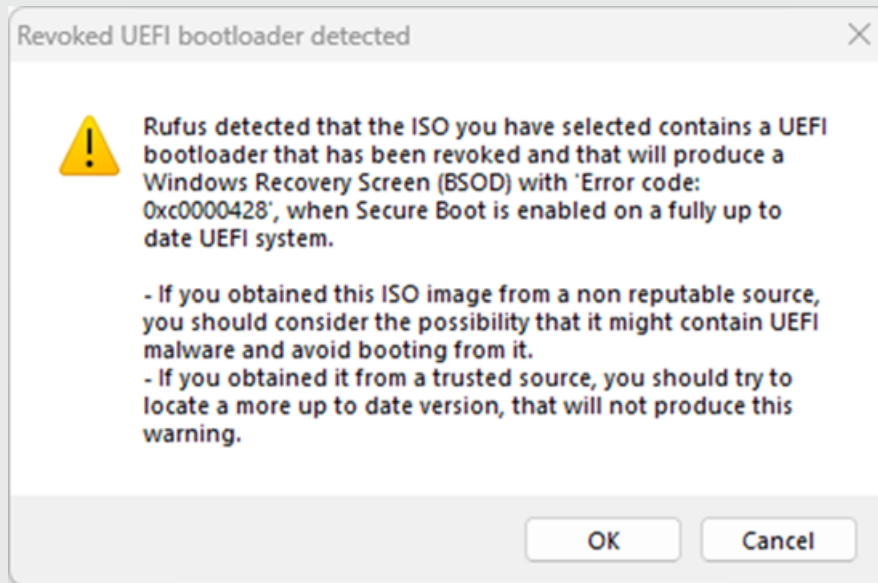 Revoked UEFI bootloader detected
Rufus detected that the ISO you have selected contains a UEFI
bootloader that has been revoked and that will produce a
Windows Recovery Screen (BSOD) with 'Error code:
0xc0000428', when Secure Boot is enabled on a fully up to
date UEFI system.
- If you obtained this ISO image from a non reputable source,
you should consider the possibility that it might contain UEFI
malware and avoid booting from it.
- If you obtained it from a trusted source, you should try to
locate a more up to date version, that will not produce this
warning.
OK
Cancel